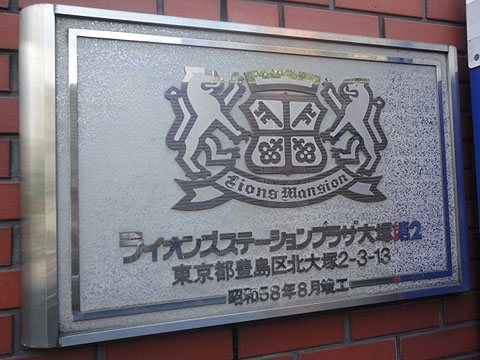 Lions Mansion
ライオンズステーションプラザ大塚第2
東京都豊島区北大塚2-3-13
昭和58年8月竣工